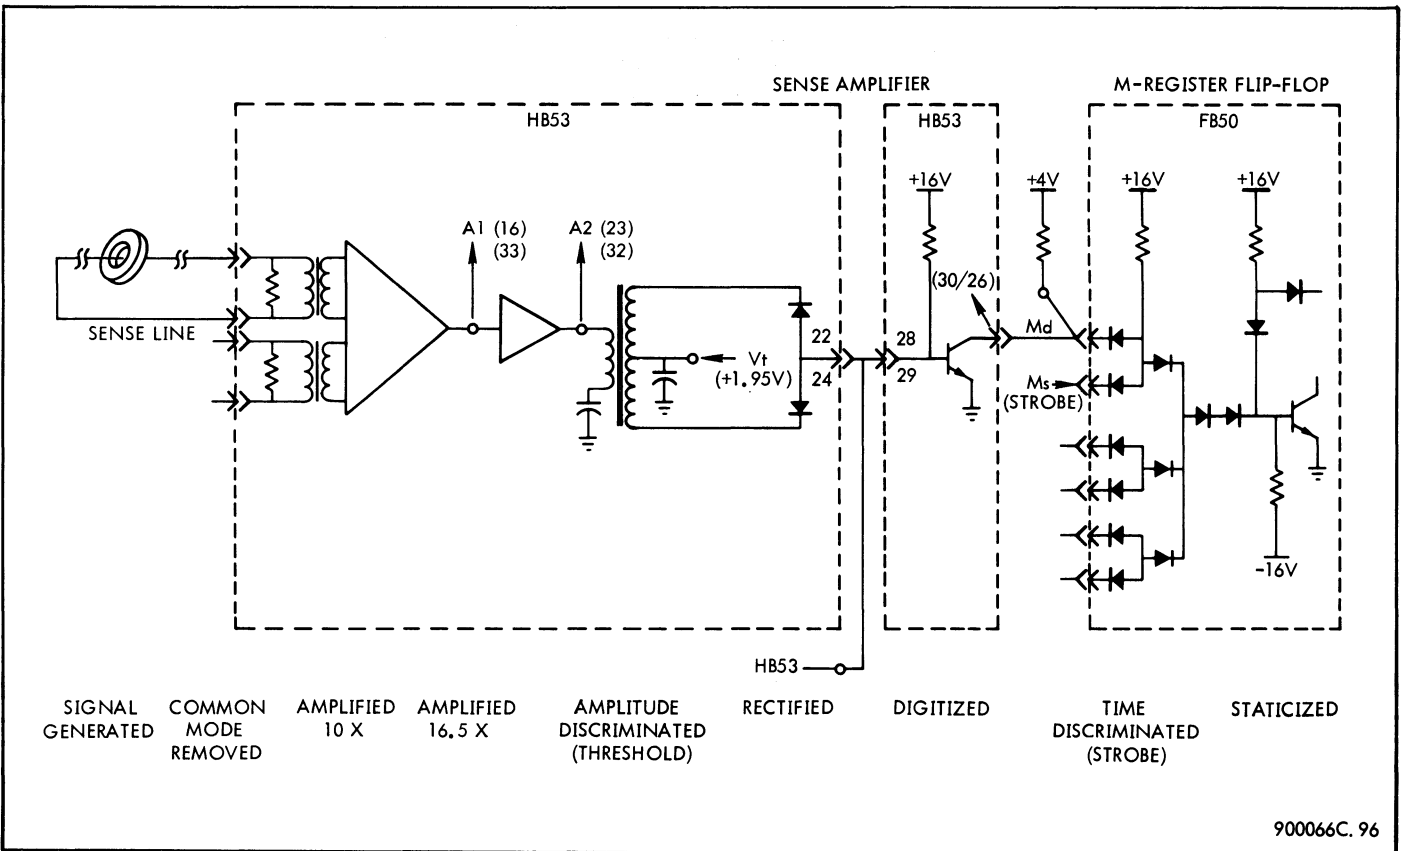 SENSE AMPLIFIER
M-REGISTER FLIP-FLOP
HB53
HB53
FB50
+16V
+4V
+16V
+16V
A1 (16)
(33)
A2 (23)
(32)
(30/26)
SENSE LINE
22
24
28
29
Vt
(+1.95V)
Md
Ms
(STROBE)
-16V
HB53
SIGNAL
GENERATED
COMMON
MODE
REMOVED
AMPLIFIED
10 X
AMPLIFIED
16.5 X
AMPLITUDE
DISCRIMINATED
(THRESHOLD)
RECTIFIED
DIGITIZED
TIME
DISCRIMINATED
(STROBE)
STATICIZED
900066C.96